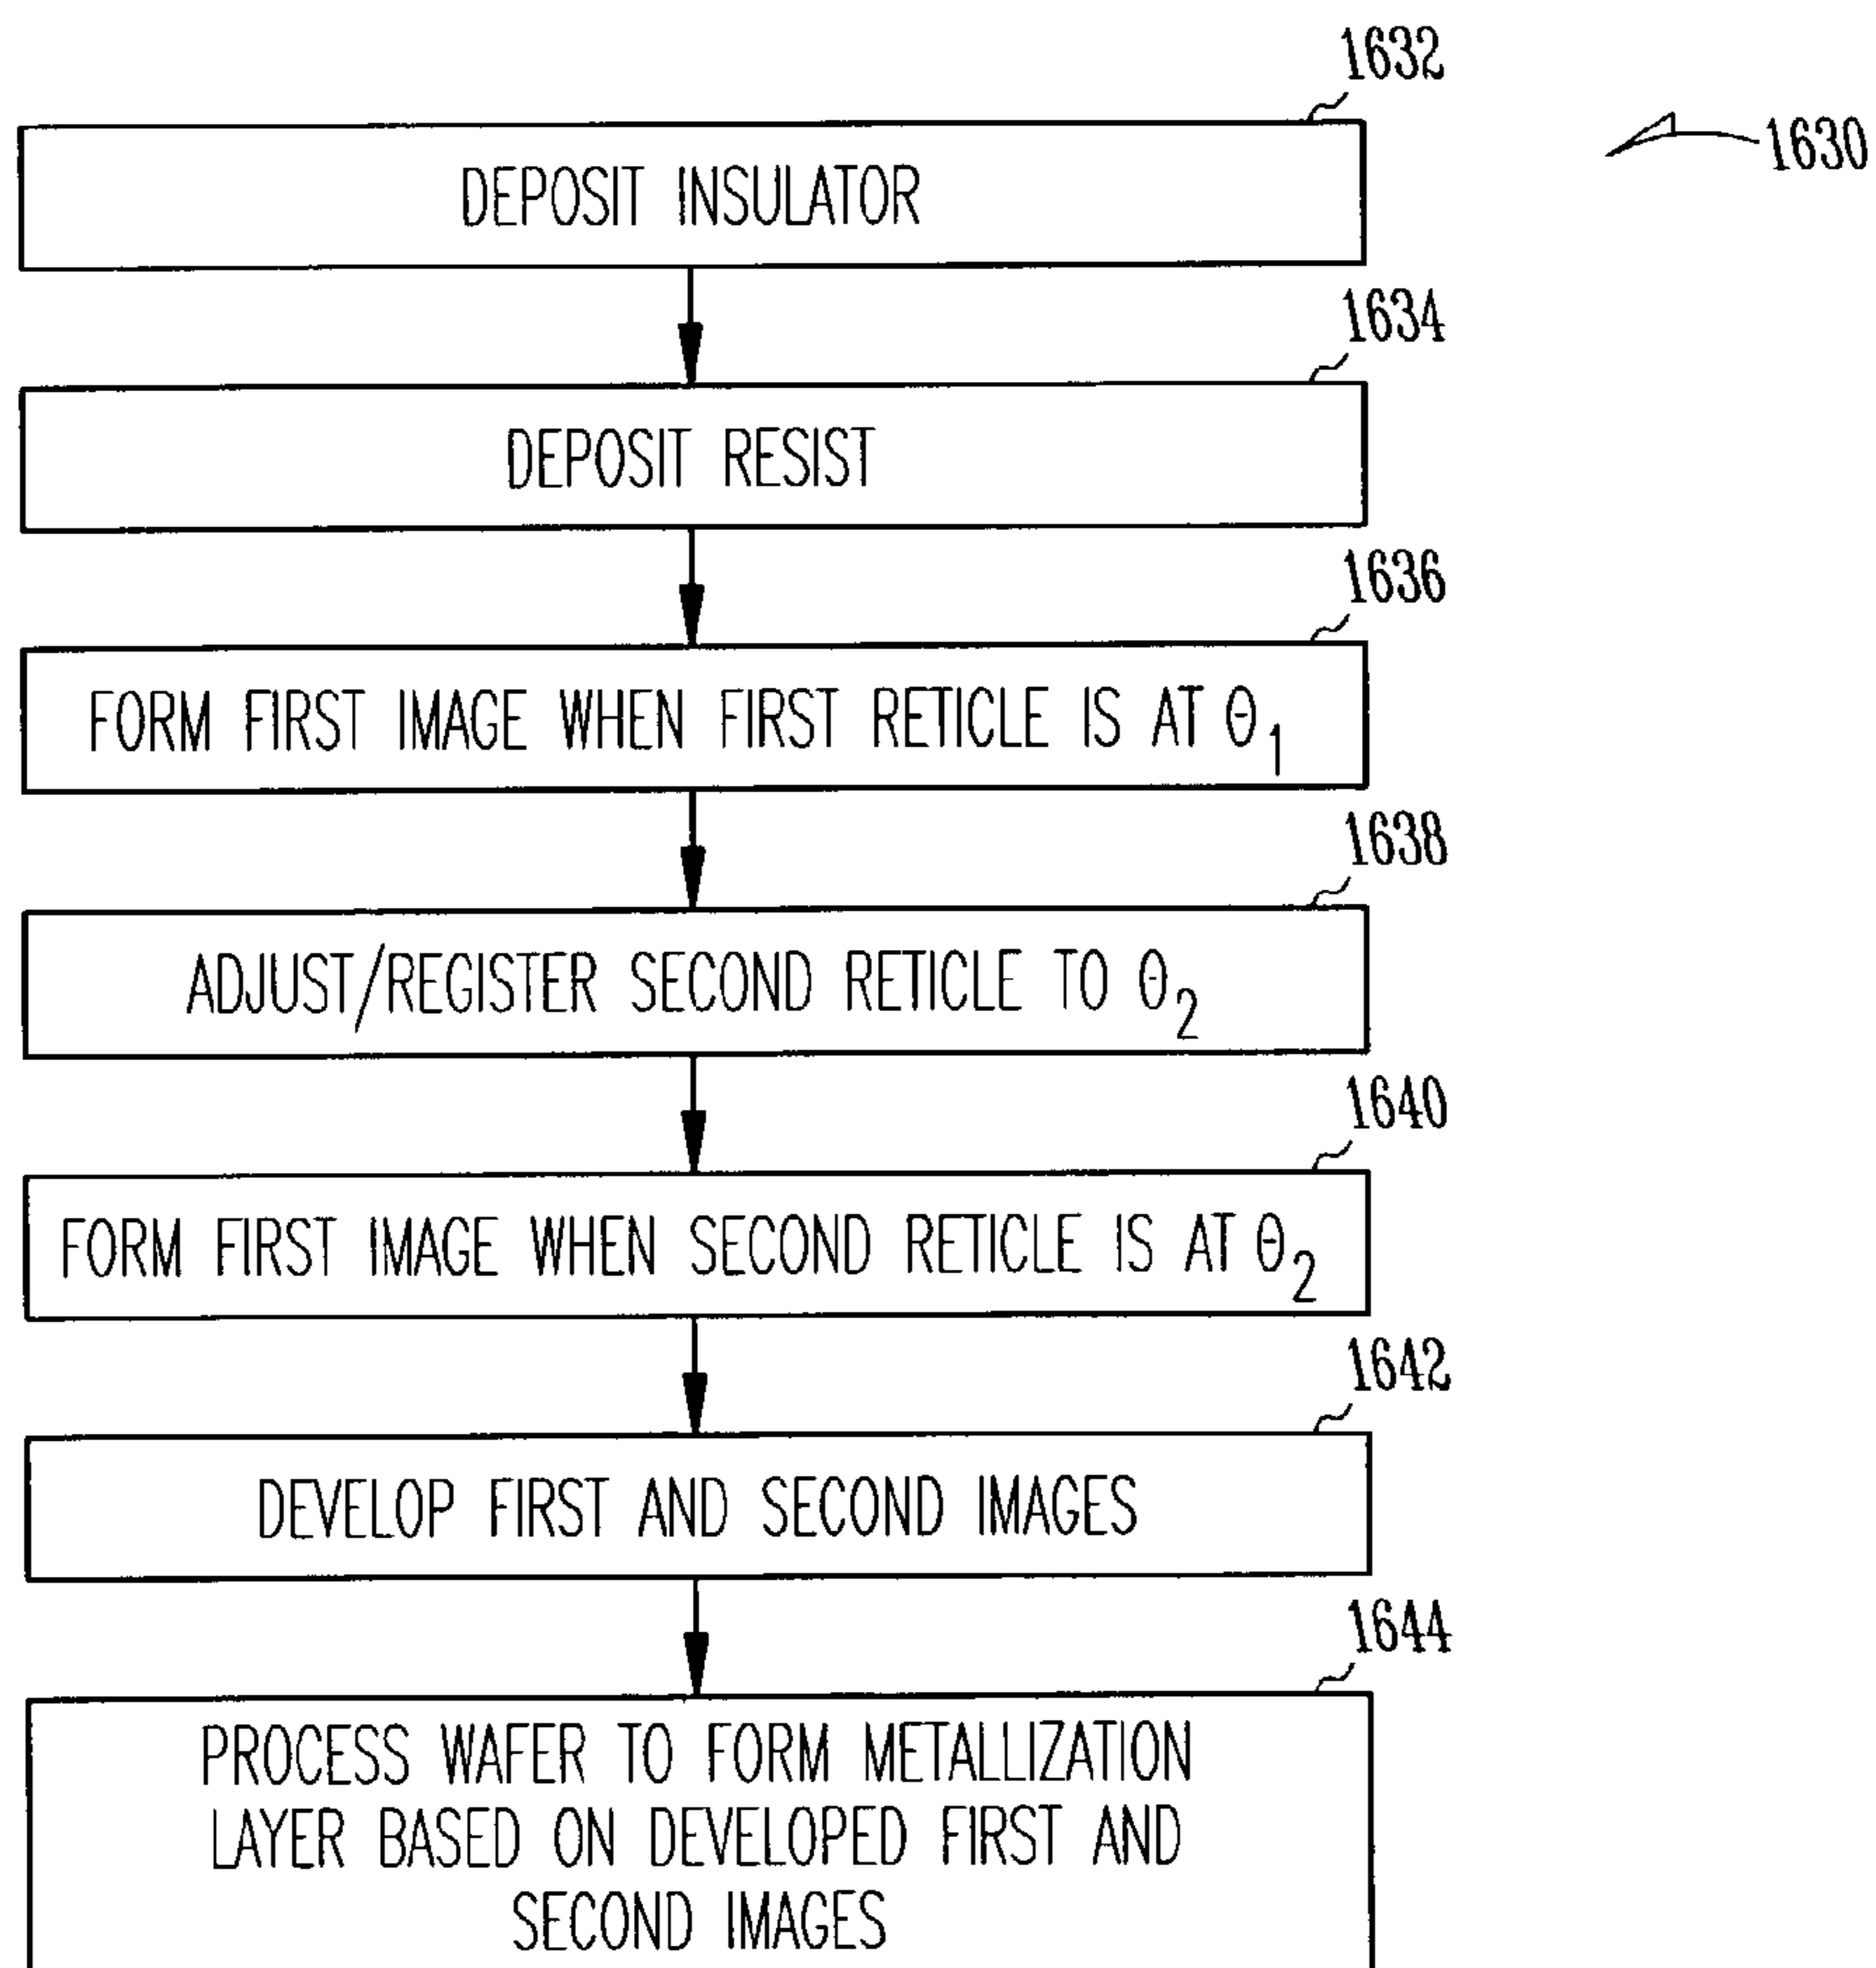 1632
1630
DEPOSIT INSULATOR
1634
DEPOSIT RESIST
1636
FORM FIRST IMAGE WHEN FIRST RETICLE IS AT Θ1
1638
ADJUST/REGISTER SECOND RETICLE TO Θ2
1640
FORM FIRST IMAGE WHEN SECOND RETICLE IS AT Θ2
1642
DEVELOP FIRST AND SECOND IMAGES
1644
PROCESS WAFER TO FORM METALLIZATION
LAYER BASED ON DEVELOPED FIRST AND
SECOND IMAGES